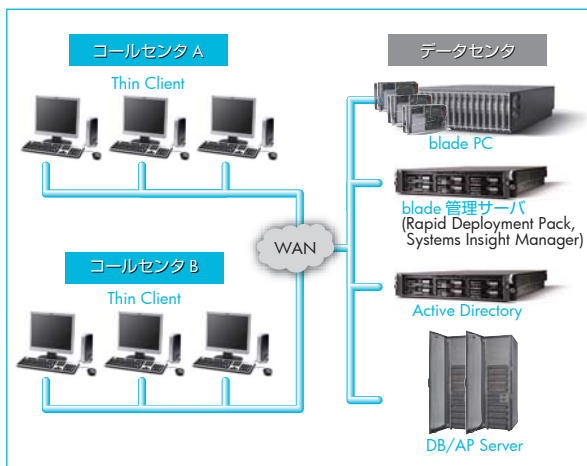 コールセンタ A
Thin Client
コールセンタ B
Thin Client
WAN
データセンタ
blade PC
blade 管理サーバ
(Rapid Deployment Pack,
Systems Insight Manager)
Active Directory
DB/AP Server